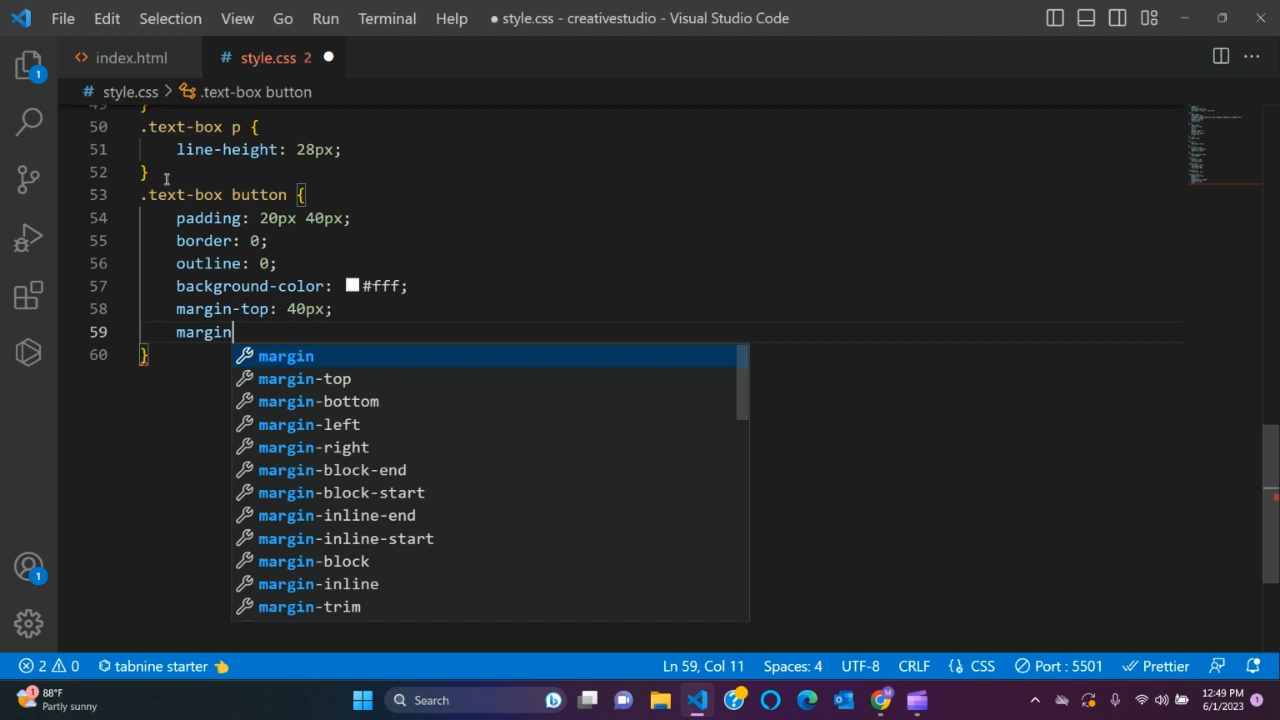 File Edit Selection View Go Run Terminal Help ● style.css - creativestudio - Visual Studio Code
<> index.html # style.css 2 ●
# style.css > .text-box button
49 }
50 .text-box p {
51 line-height: 28px;
52 }
53 .text-box button {
54 padding: 20px 40px;
55 border: 0;
56 outline: 0;
57 background-color: #fff;
58 margin-top: 40px;
59 margin
60 }
margin
margin-top
margin-bottom
margin-left
margin-right
margin-block-end
margin-block-start
margin-inline-end
margin-inline-start
margin-block
margin-inline
margin-trim
1
1
2 0 tabnine starter 👈 Ln 59, Col 11 Spaces: 4 UTF-8 CRLF {} CSS Port : 5501 Prettier
1 88°F
Partly sunny
Search
M
12:49 PM
6/1/2023
1